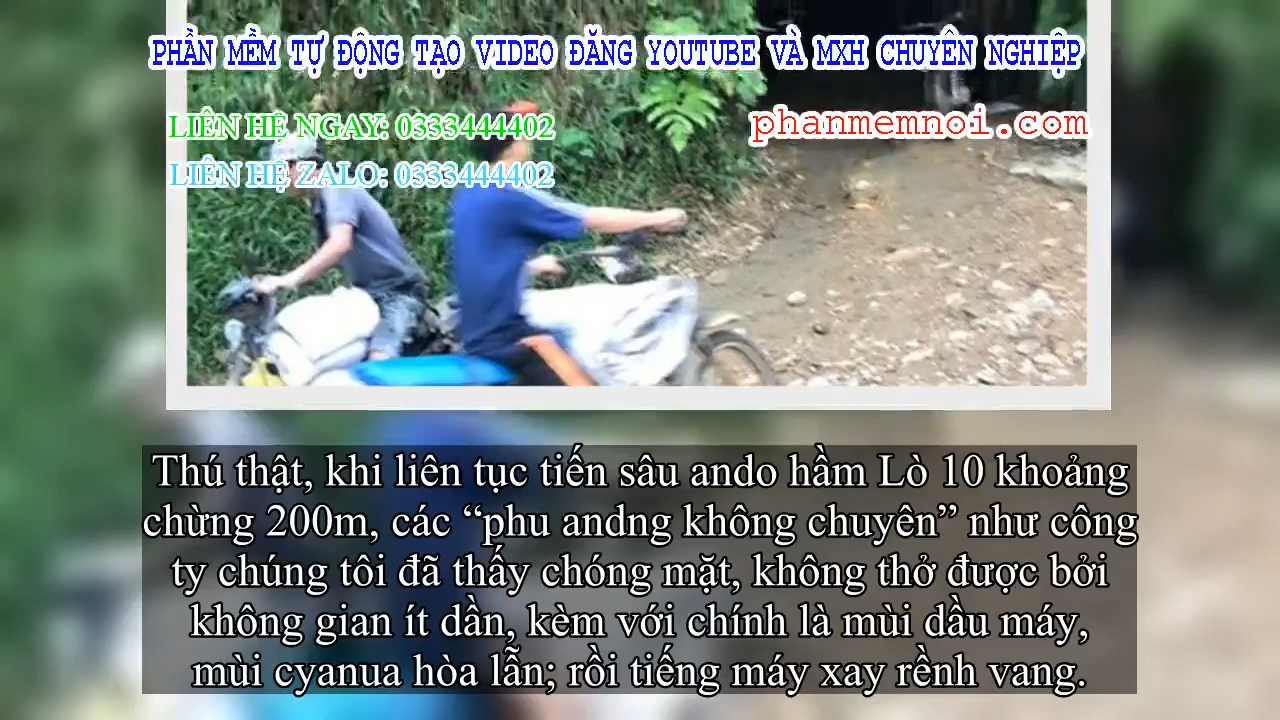 PHẦN MỀM TỰ ĐỘNG TẠO VIDEO ĐĂNG YOUTUBE VÀ MXH CHUYÊN NGHIỆP
LIÊN HỆ NGAY: 0333444402
phanmemnoi.com
LIÊN HỆ ZALO: 0333444402
Thú thật, khi liên tục tiến sâu ando hầm Lò 10 khoảng
chừng 200m, các “phu andng không chuyên” như công
ty chúng tôi đã thấy chóng mặt, không thở được bởi
không gian ít dần, kèm với chính là mùi dầu máy,
mùi cyanua hòa lẫn; rồi tiếng máy xay rềnh vang.